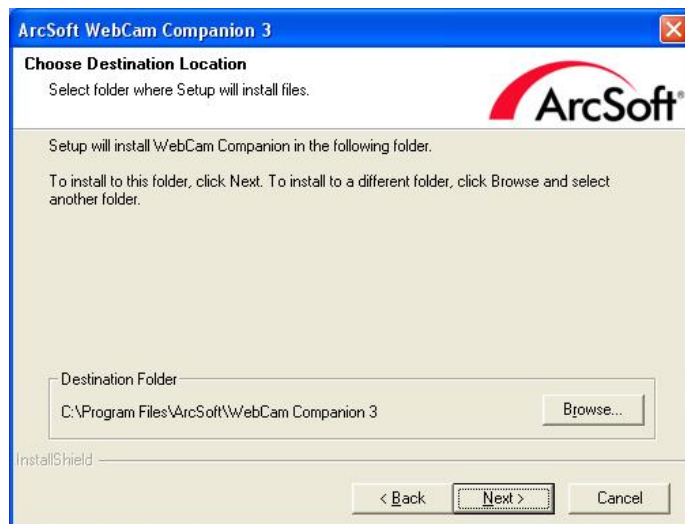 ArcSoft WebCam Companion 3
Choose Destination Location
Select folder where Setup will install files.
ArcSoft®
Setup will install WebCam Companion in the following folder.
To install to this folder, click Next. To install to a different folder, click Browse and select
another folder.
Destination Folder
C:\Program Files\ArcSoft\WebCam Companion 3
Browse...
InstallShield
< Back
Next >
Cancel